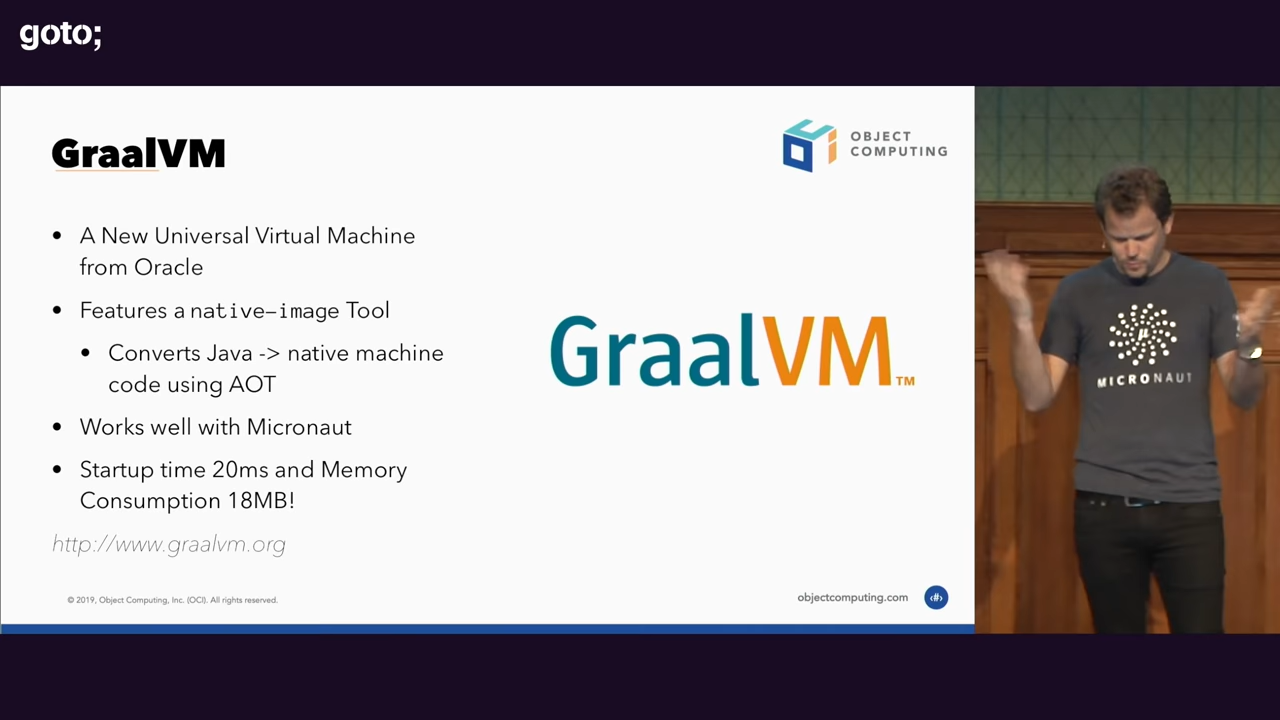 goto;
GraalVM
OBJECT
COMPUTING
• A New Universal Virtual Machine
from Oracle
• Features a native-image Tool
• Converts Java -> native machine
code using AOT
• Works well with Micronaut
• Startup time 20ms and Memory
Consumption 18MB!
http://www.graalvm.org
GraalVM™
© 2019, Object Computing, Inc. (OCI). All rights reserved.
objectcomputing.com
‹#›
μ
MICRONAUT